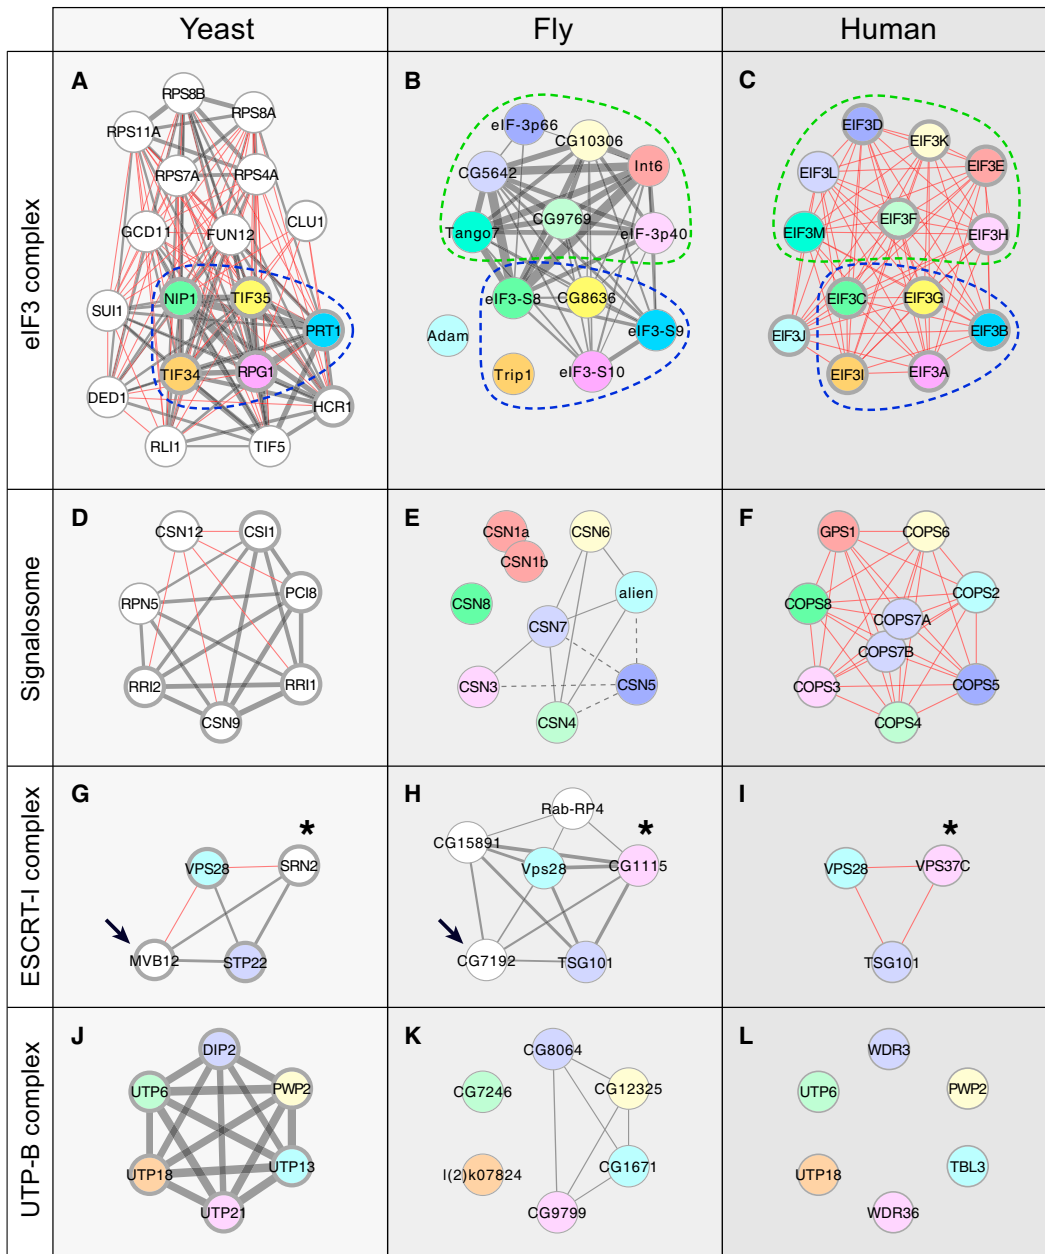 Yeast
Fly
Human
eIF3 complex
A
RPS8B
RPS8A
RPS11A
RPS7A
RPS4A
GCD11
FUN12
CLU1
NIP1
TIF35
SUI1
PRT1
TIF34
RPG1
DED1
HCR1
RLI1
TIF5
B
eIF-3p66
CG10306
CG5642
Int6
CG9769
Tango7
eIF-3p40
eIF3-S8
CG8636
Adam
eIF3-S9
Trip1
eIF3-S10
C
EIF3D
EIF3K
EIF3L
EIF3E
EIF3F
EIF3M
EIF3H
EIF3C
EIF3G
EIF3J
EIF3B
EIF3I
EIF3A
Signalosome
D
CSN12
CSI1
RPN5
PCI8
RRI2
RRI1
CSN9
E
CSN1a
CSN1b
CSN6
CSN8
alien
CSN7
CSN3
CSN5
CSN4
F
GPS1
COPS6
COPS8
COPS2
COPS7A
COPS7B
COPS3
COPS5
COPS4
ESCRT-I complex
G
*
VPS28
SRN2
MVB12
STP22
H
Rab-RP4
*
CG15891
Vps28
CG1115
CG7192
TSG101
I
*
VPS28
VPS37C
TSG101
UTP-B complex
J
DIP2
UTP6
PWP2
UTP18
UTP13
UTP21
K
CG8064
CG7246
CG12325
l(2)k07824
CG1671
CG9799
L
WDR3
UTP6
PWP2
UTP18
TBL3
WDR36